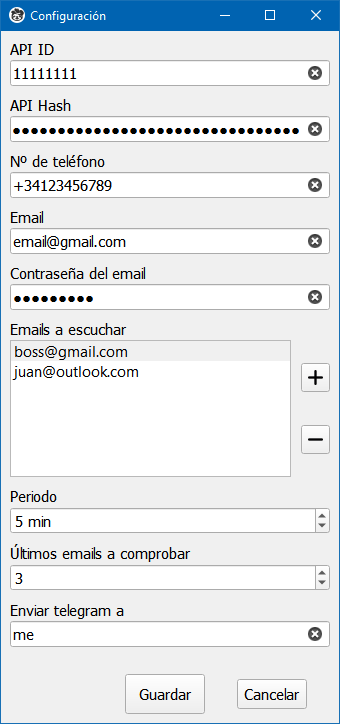 Configuración
API ID
11111111
API Hash
●●●●●●●●●●●●●●●●●●●●●●●●●●●●●●●●
Nº de teléfono
+34123456789
Email
email@gmail.com
Contraseña del email
●●●●●●●●●
Emails a escuchar
boss@gmail.com
juan@outlook.com
Periodo
5 min
Últimos emails a comprobar
3
Enviar telegram a
me
Guardar
Cancelar